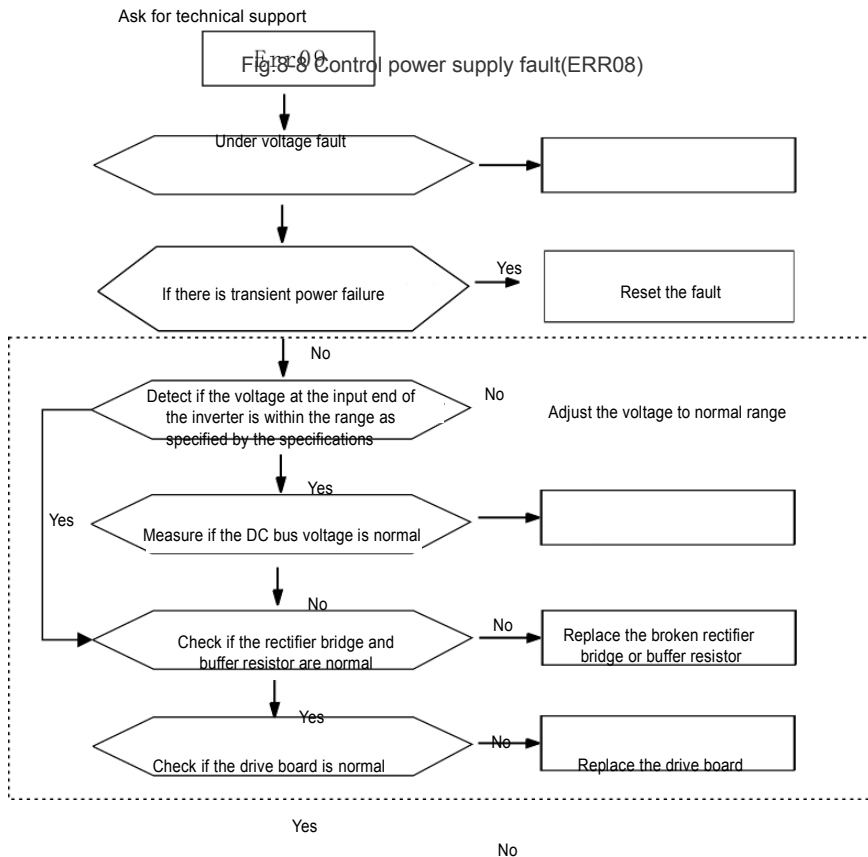 Ask for technical support
Err09
Fig.8-8 Control power supply fault(ERR08)
Under voltage fault
If there is transient power failure
Yes
Reset the fault
No
Detect if the voltage at the input end of
the inverter is within the range as
specified by the specifications
No
Adjust the voltage to normal range
Yes
Yes
Measure if the DC bus voltage is normal
No
Check if the rectifier bridge and
buffer resistor are normal
No
Replace the broken rectifier
bridge or buffer resistor
Yes
Check if the drive board is normal
No
Replace the drive board
Yes
No